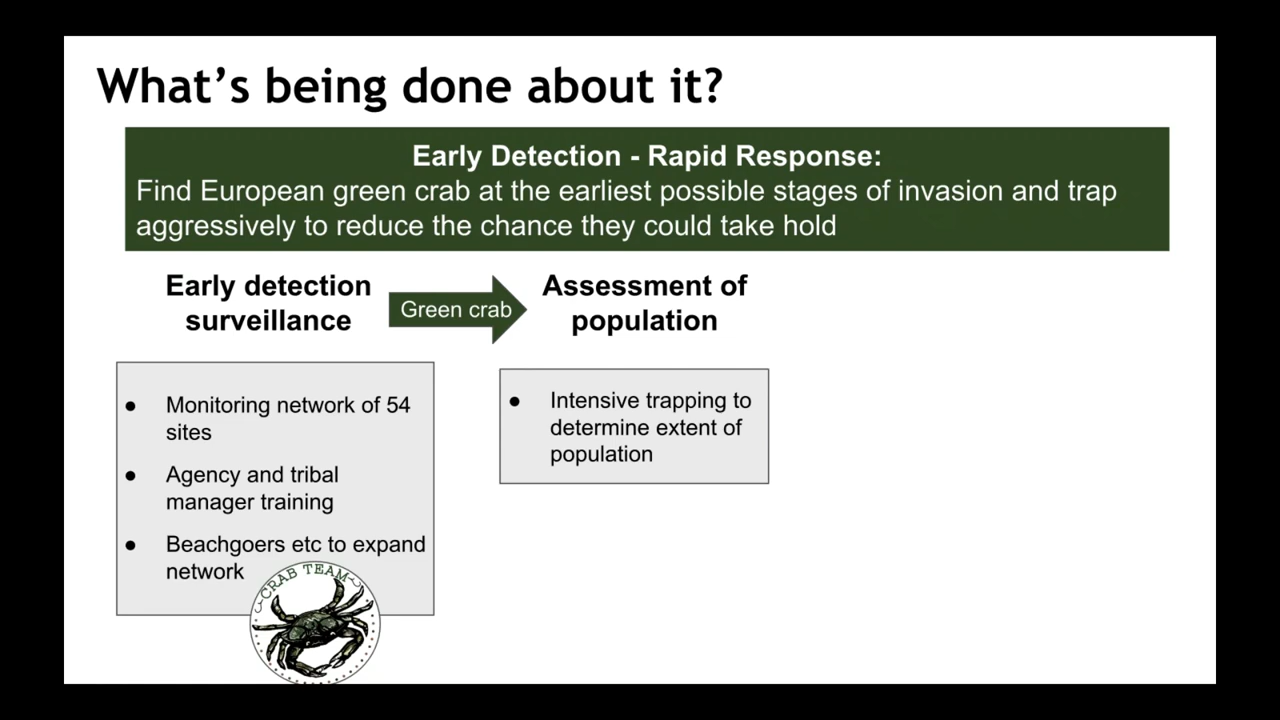 What's being done about it?
Early Detection - Rapid Response:
Find European green crab at the earliest possible stages of invasion and trap
aggressively to reduce the chance they could take hold
Early detection
surveillance
Green crab
Assessment of
population
● Monitoring network of 54
sites
● Agency and tribal
manager training
● Beachgoers etc to expand
network
CRAB TEAM
● Intensive trapping to
determine extent of
population